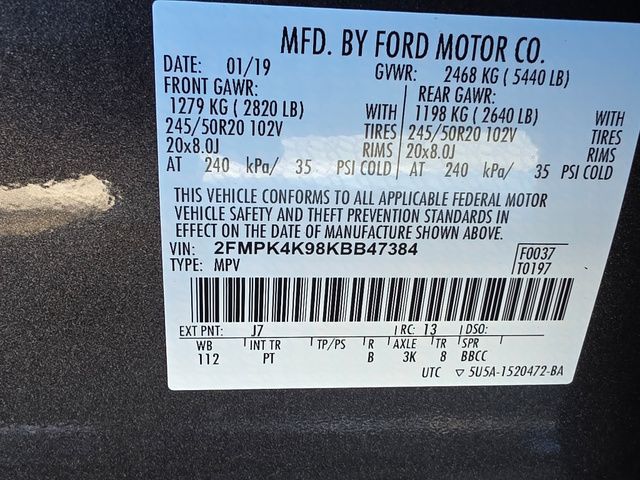 MFD. BY FORD MOTOR CO.
DATE: 01/19 GVWR: 2468 KG ( 5440 LB)
FRONT GAWR: REAR GAWR:
1279 KG ( 2820 LB) WITH 1198 KG ( 2640 LB) WITH
245/50R20 102V TIRES 245/50R20 102V TIRES
20x8.0J RIMS 20x8.0J RIMS
AT 240 kPa/ 35 PSI COLD AT 240 kPa/ 35 PSI COLD
THIS VEHICLE CONFORMS TO ALL APPLICABLE FEDERAL MOTOR
VEHICLE SAFETY AND THEFT PREVENTION STANDARDS IN
EFFECT ON THE DATE OF MANUFACTURE SHOWN ABOVE.
VIN: 2FMPK4K98KBB47384 F0037
TYPE: MPV T0197
EXT PNT: J7 RC: 13 DSO:
WB INT TR TP/PS R AXLE TR SPR
112 PT B 3K 8 BBCC
UTC ▽ 5U5A-1520472-BA